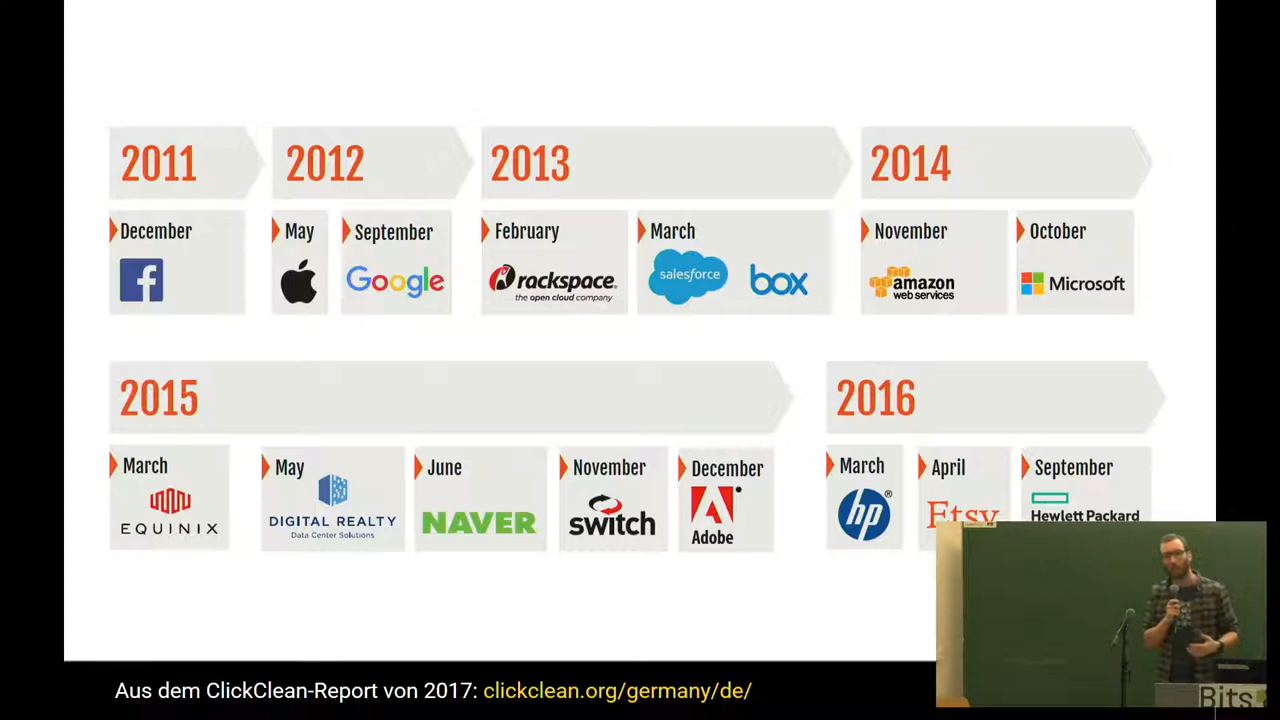 2011
2012
2013
2014
December
May
September
February
March
November
October
f
Google
rackspace.
the open cloud company
salesforce
box
amazon
web services
Microsoft
2015
2016
March
May
June
November
December
March
April
September
EQUINIX
DIGITAL REALTY
Data Center Solutions
NAVER
switch
Adobe
hp®
Etsy
Hewlett Packard
Aus dem ClickClean-Report von 2017: clickclean.org/germany/de/
Bits